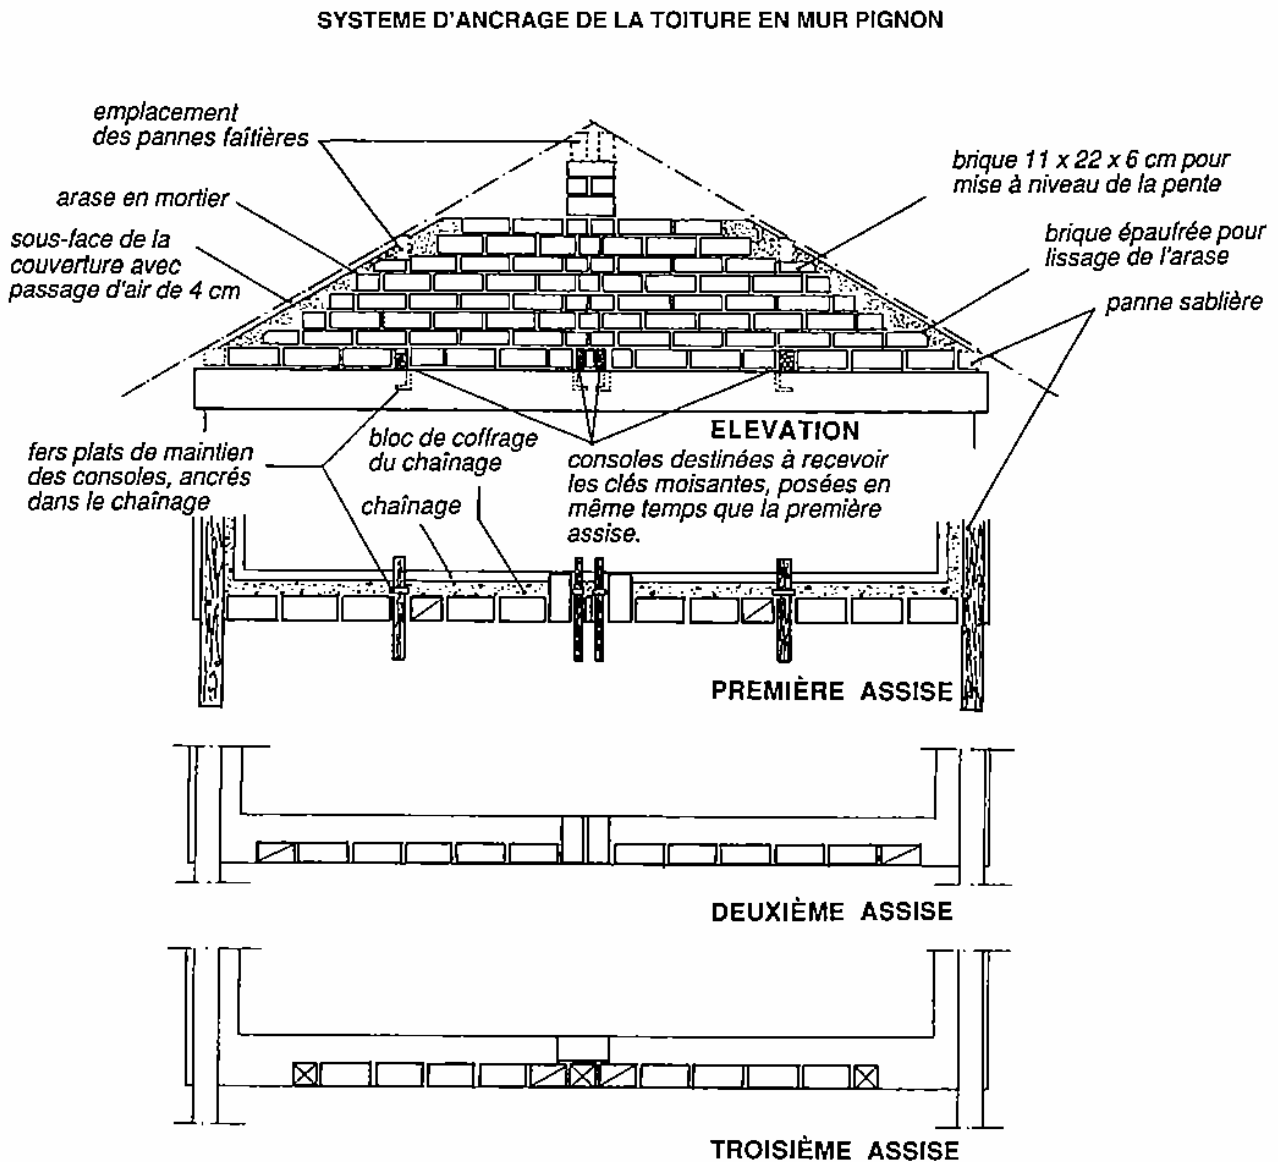 SYSTEME D'ANCRAGE DE LA TOITURE EN MUR PIGNON
emplacement
des pannes faîtières
arase en mortier
sous-face de la
couverture avec
passage d'air de 4 cm
brique 11 x 22 x 6 cm pour
mise à niveau de la pente
brique épaufrée pour
lissage de l'arase
panne sablière
ELEVATION
fers plats de maintien
des consoles, ancrés
dans le chaînage
bloc de coffrage
du chaînage
chaînage
consoles destinées à recevoir
les clés moisantes, posées en
même temps que la première
assise.
PREMIÈRE ASSISE
DEUXIÈME ASSISE
TROISIÈME ASSISE